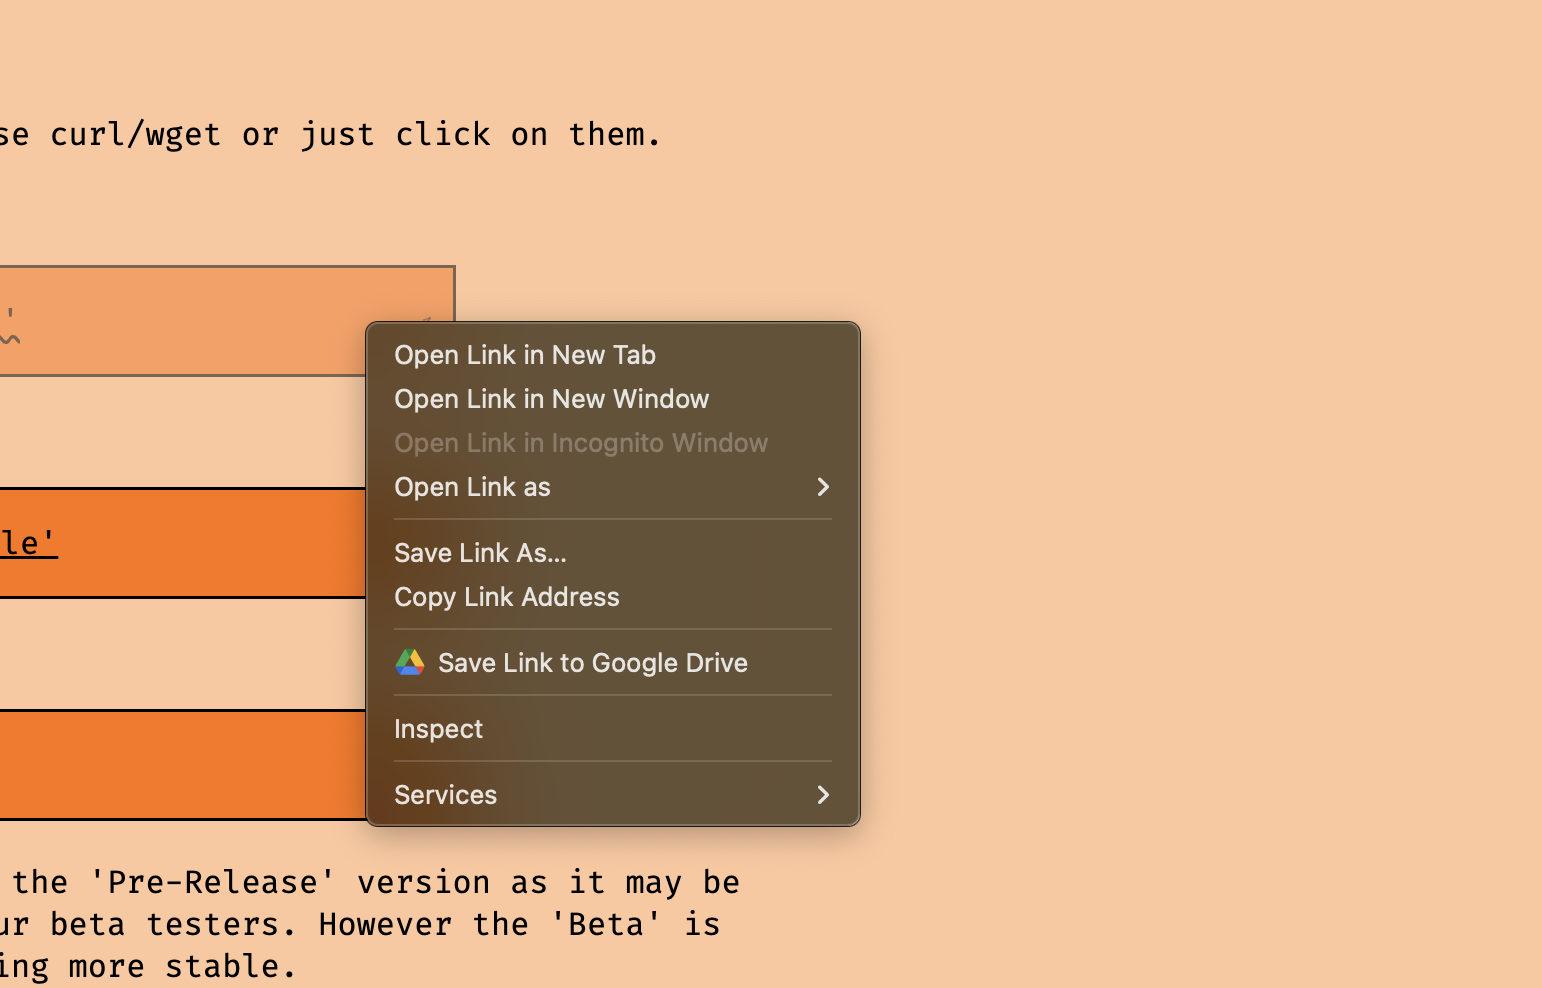 se curl/wget or just click on them.
'
Open Link in New Tab
Open Link in New Window
Open Link in Incognito Window
Open Link as
le'
Save Link As...
Copy Link Address
Save Link to Google Drive
Inspect
Services
the 'Pre-Release' version as it may be
ur beta testers. However the 'Beta' is
ing more stable.